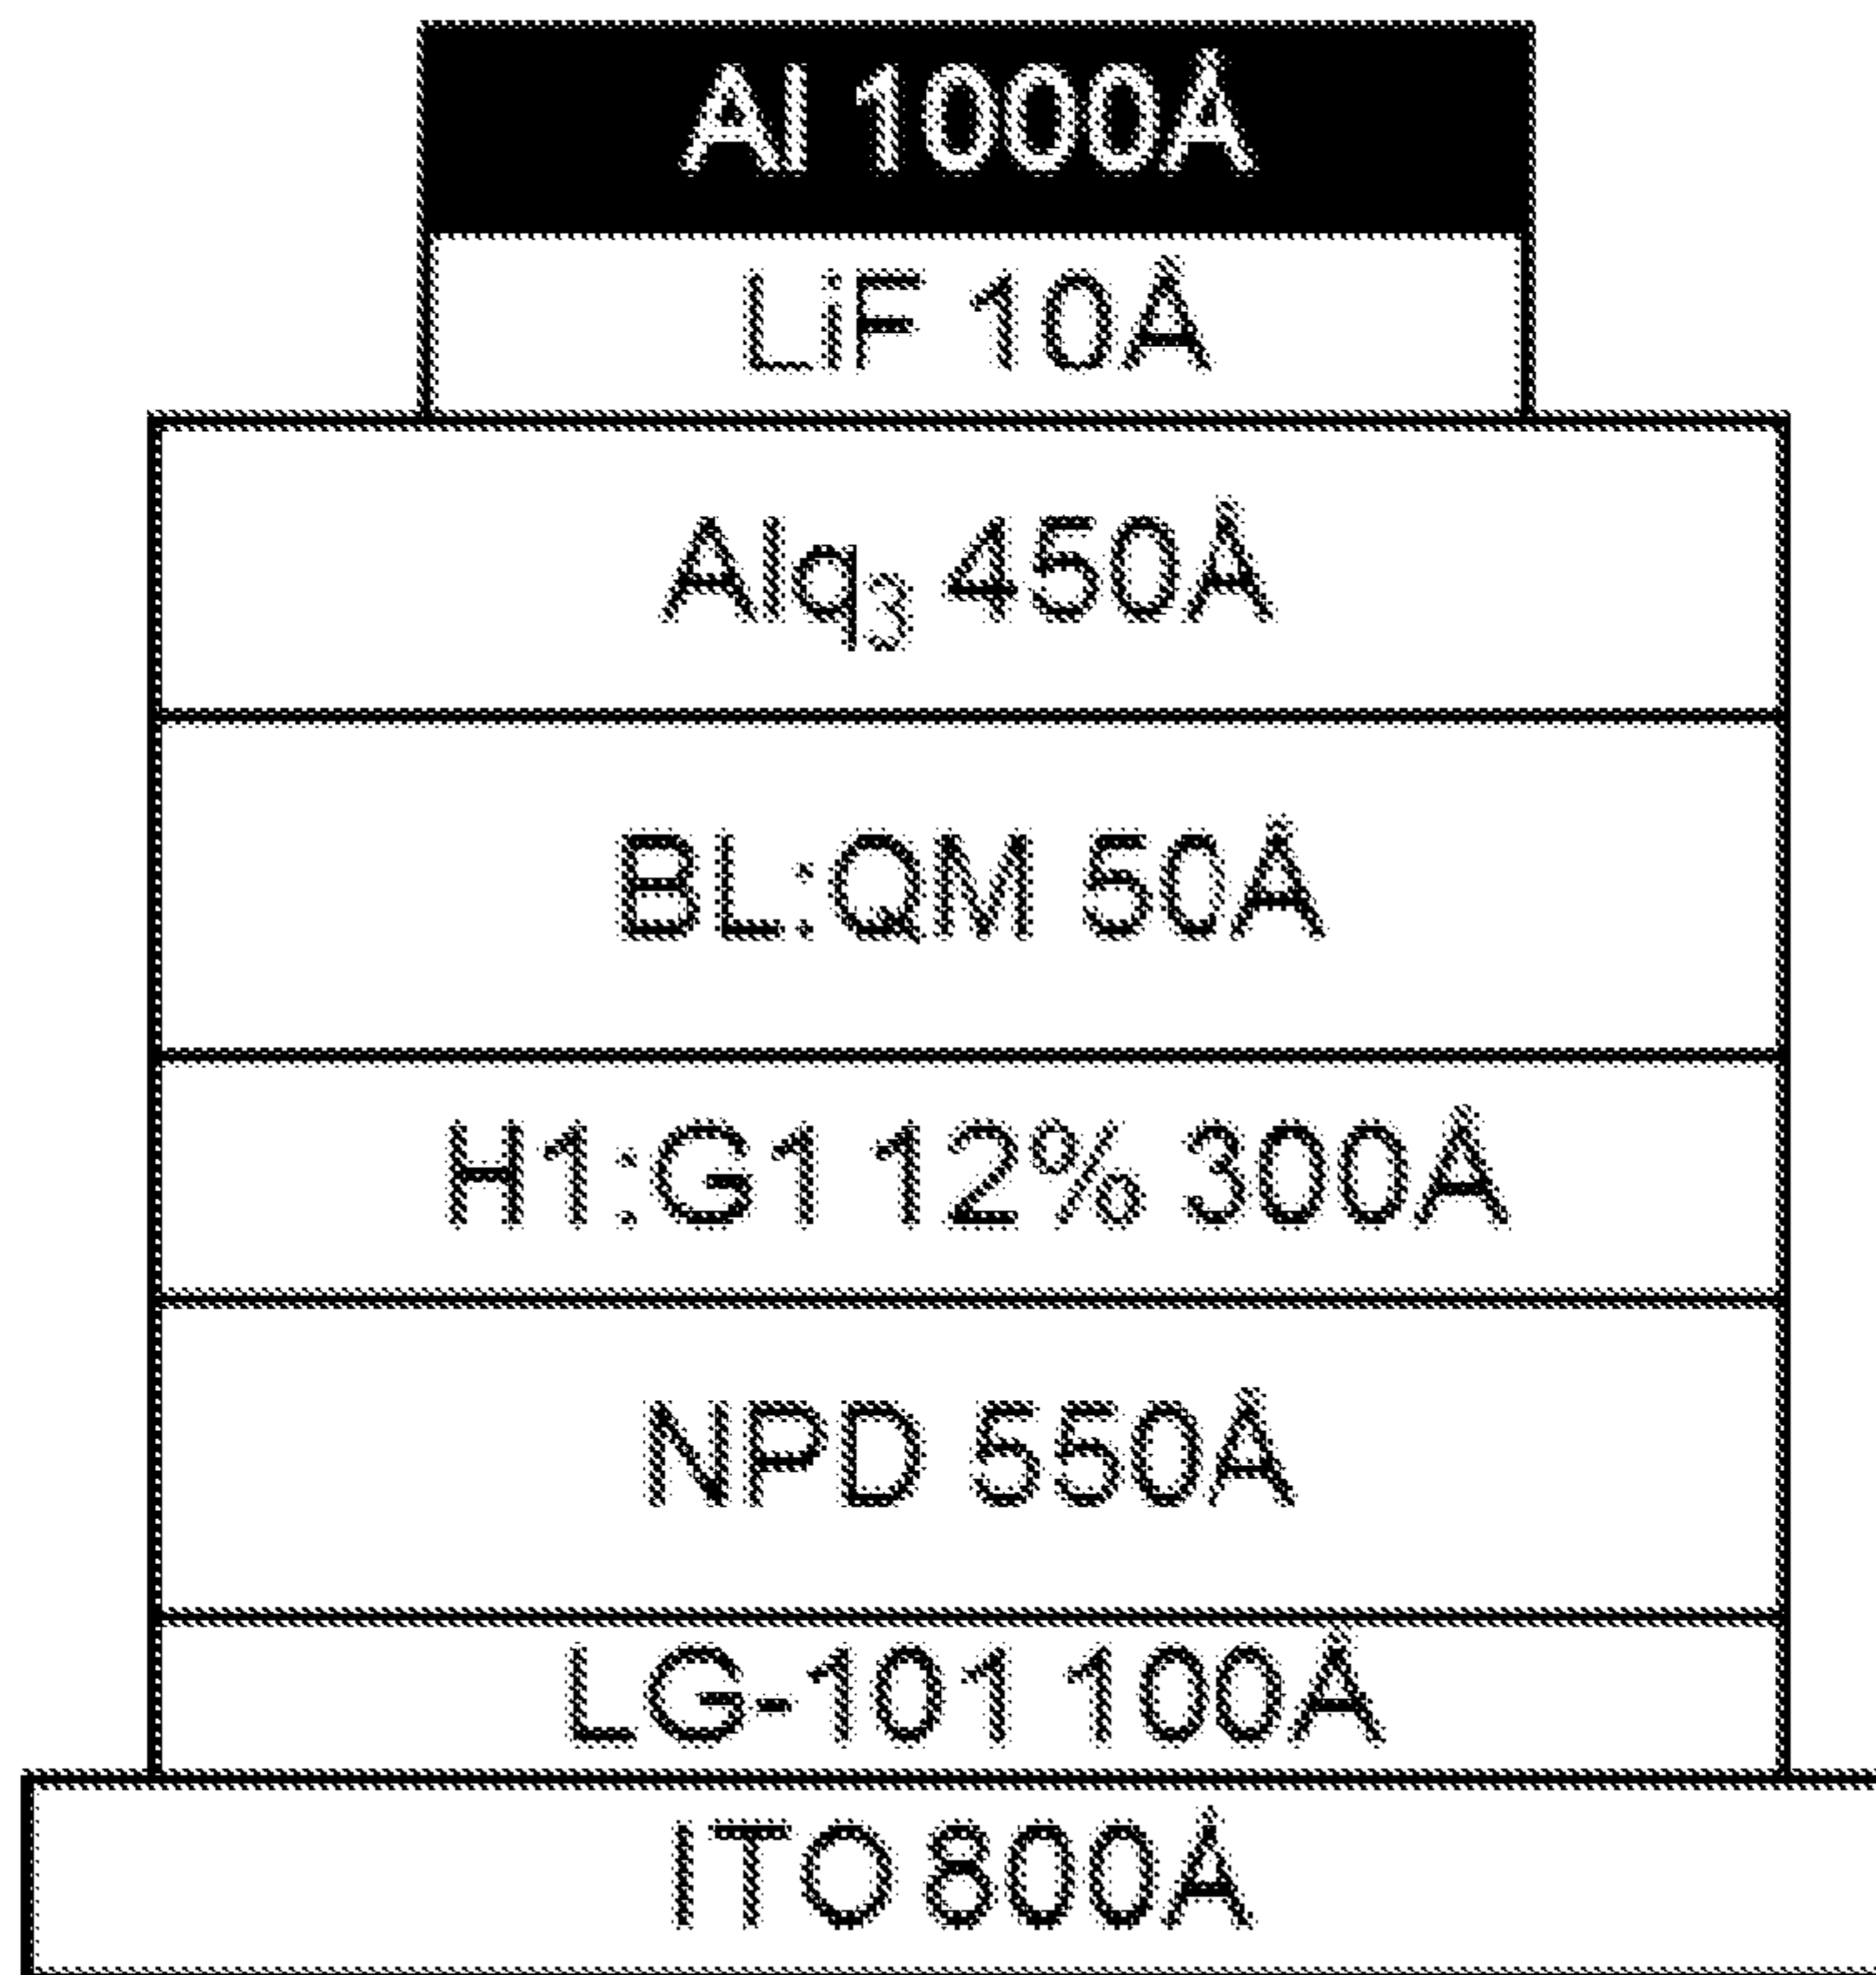 Al 1000Å
LiF 10Å
Alq₃ 450Å
BL:QM 50Å
H1:G1 12% 300Å
NPD 550Å
LG-101 100Å
ITO 800Å